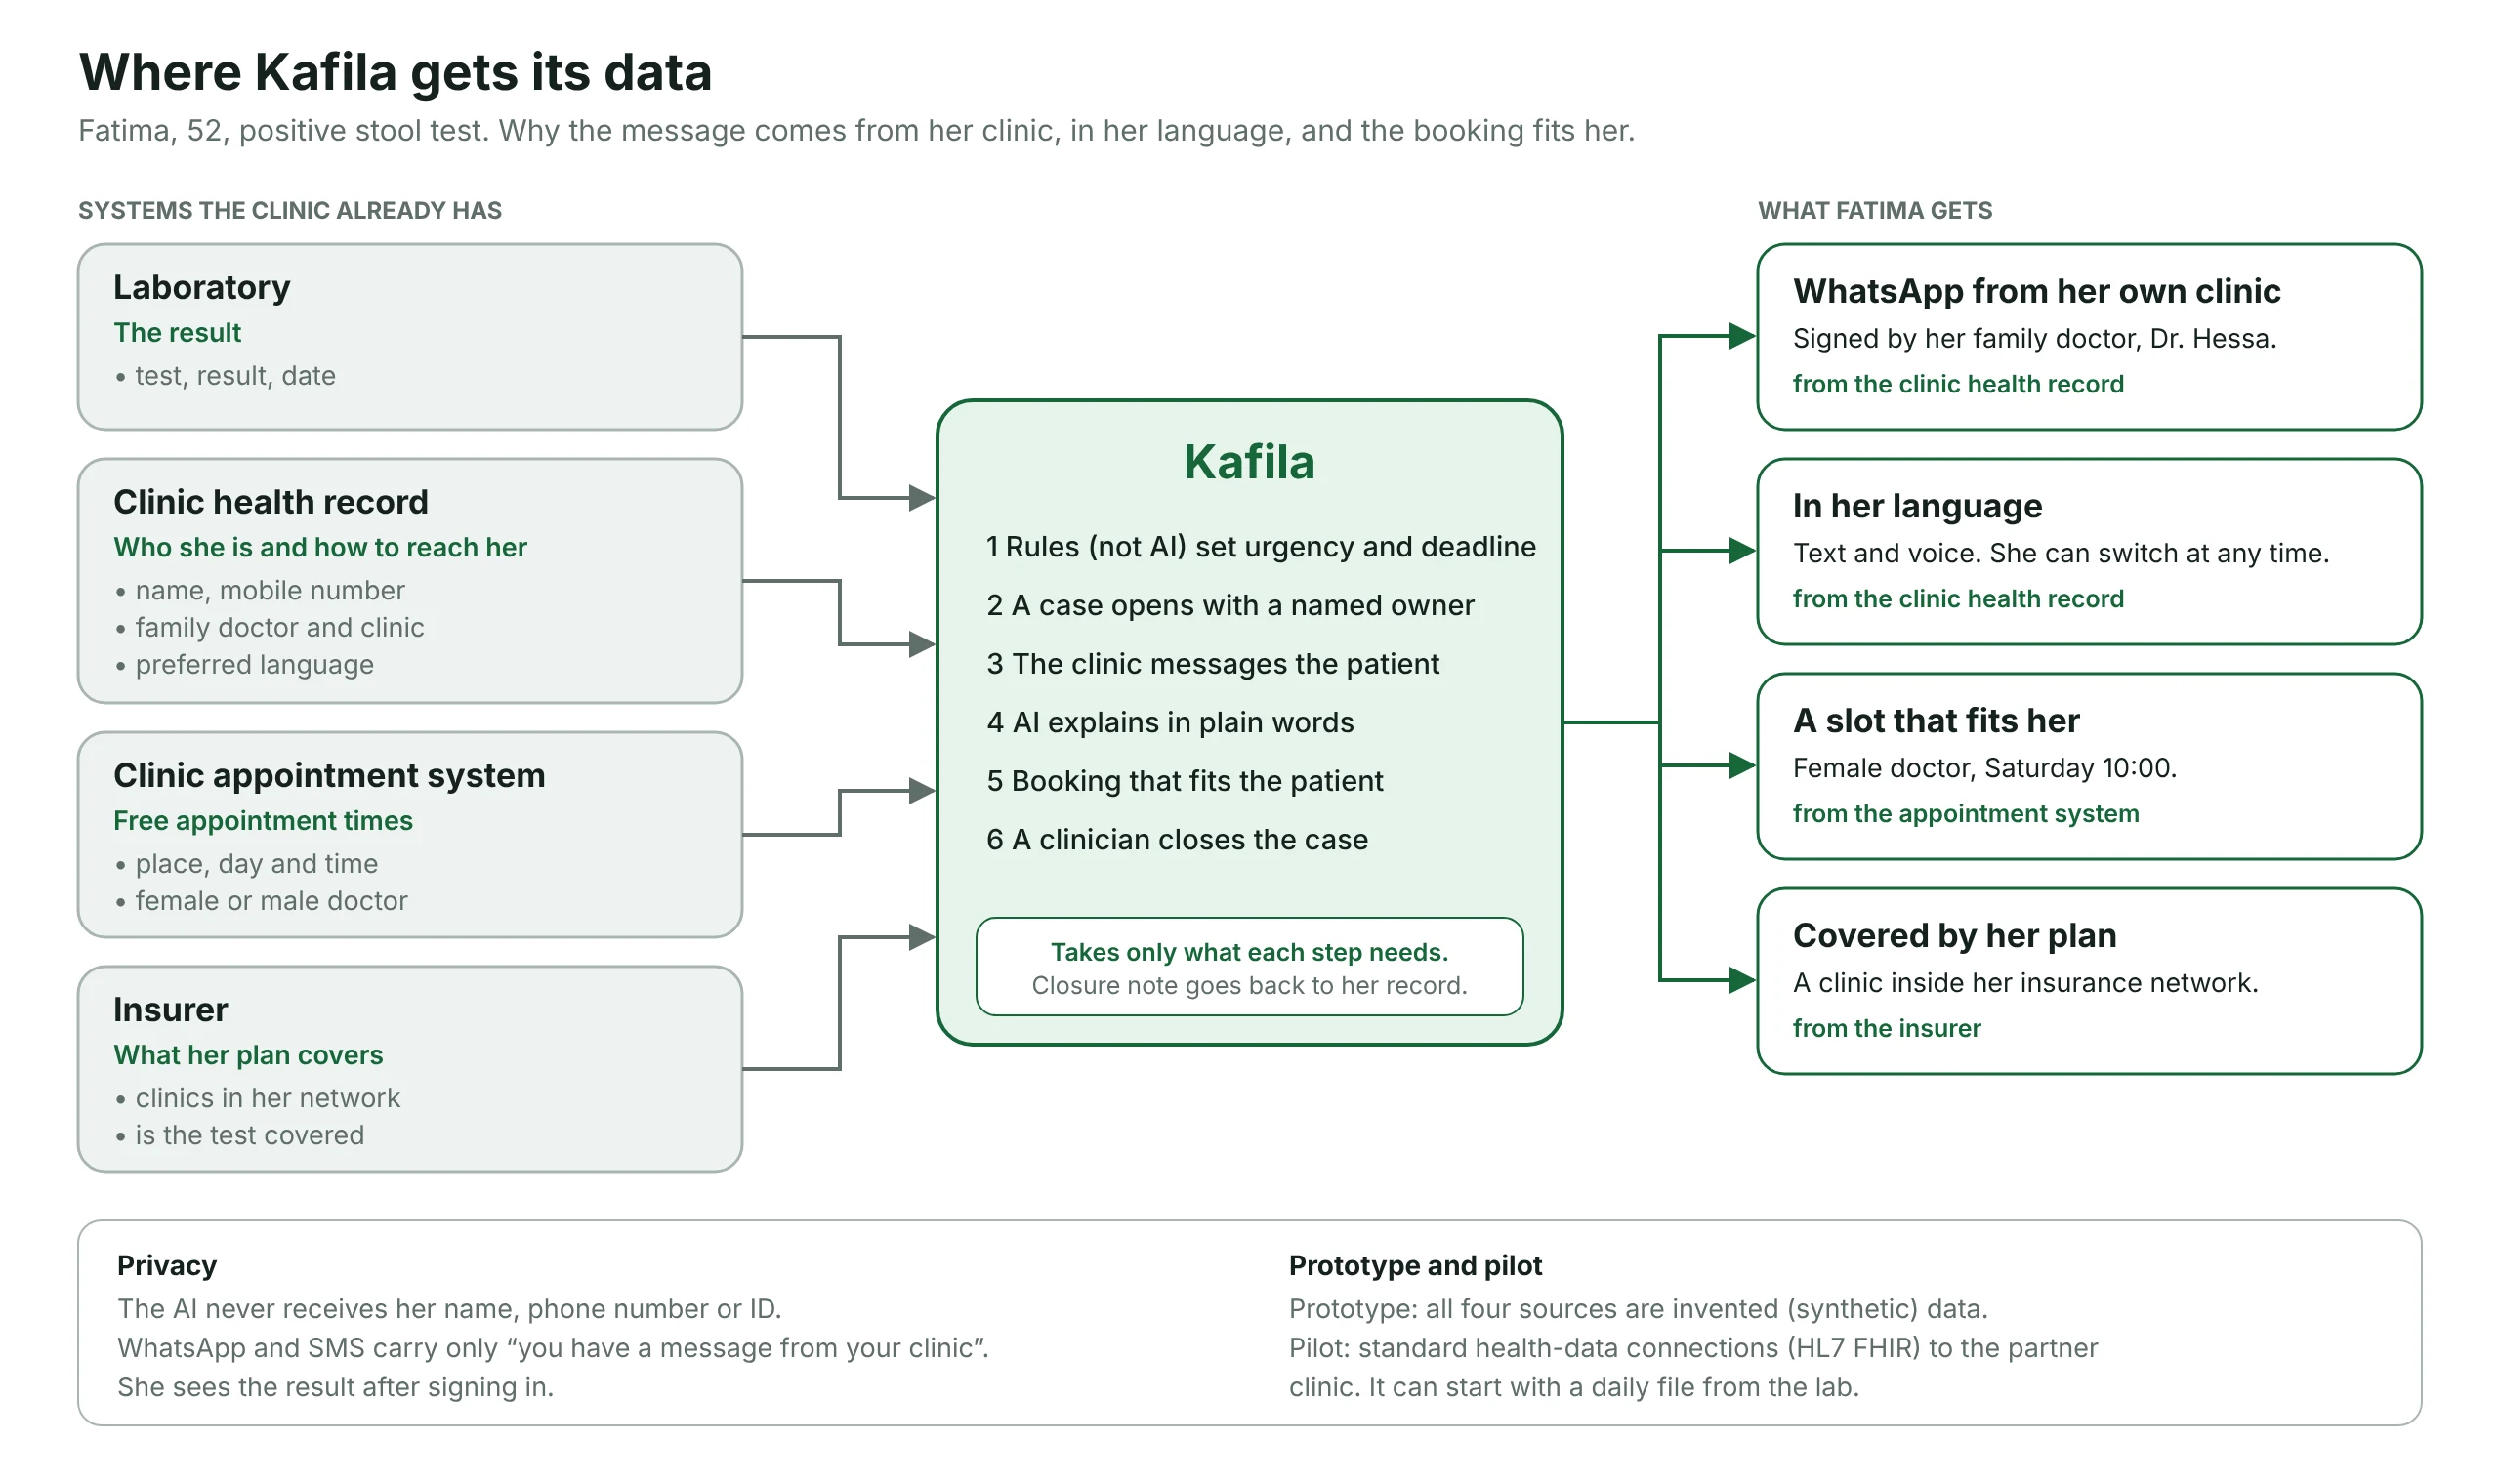 Where Kafila gets its data
Fatima, 52, positive stool test. Why the message comes from her clinic, in her language, and the booking fits her.
SYSTEMS THE CLINIC ALREADY HAS
Laboratory
The result
• test, result, date
Clinic health record
Who she is and how to reach her
• name, mobile number
• family doctor and clinic
• preferred language
Clinic appointment system
Free appointment times
• place, day and time
• female or male doctor
Insurer
What her plan covers
• clinics in her network
• is the test covered
Kafila
1 Rules (not AI) set urgency and deadline
2 A case opens with a named owner
3 The clinic messages the patient
4 AI explains in plain words
5 Booking that fits the patient
6 A clinician closes the case
Takes only what each step needs.
Closure note goes back to her record.
WHAT FATIMA GETS
WhatsApp from her own clinic
Signed by her family doctor, Dr. Hessa.
from the clinic health record
In her language
Text and voice. She can switch at any time.
from the clinic health record
A slot that fits her
Female doctor, Saturday 10:00.
from the appointment system
Covered by her plan
A clinic inside her insurance network.
from the insurer
Privacy
The AI never receives her name, phone number or ID.
WhatsApp and SMS carry only “you have a message from your clinic”.
She sees the result after signing in.
Prototype and pilot
Prototype: all four sources are invented (synthetic) data.
Pilot: standard health-data connections (HL7 FHIR) to the partner
clinic. It can start with a daily file from the lab.